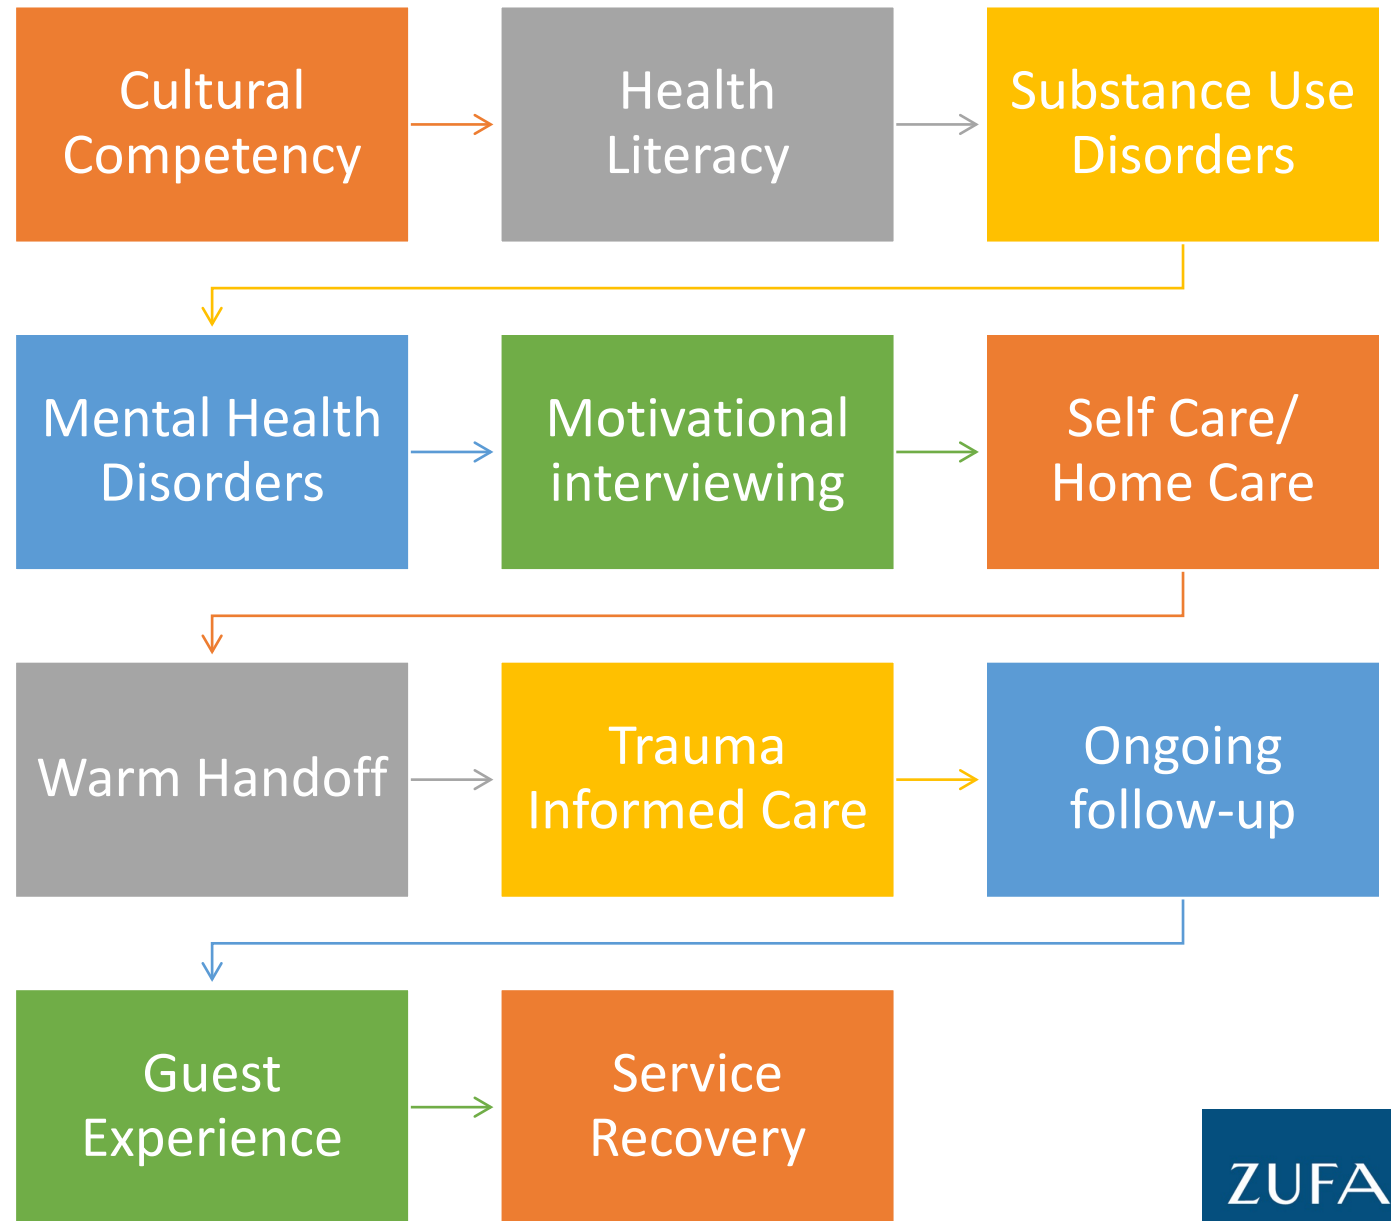 Cultural
Competency
Health
Literacy
Substance Use
Disorders
Mental Health
Disorders
Motivational
interviewing
Self Care/
Home Care
Warm Handoff
Trauma
Informed Care
Ongoing
follow-up
Guest
Experience
Service
Recovery
ZUFA